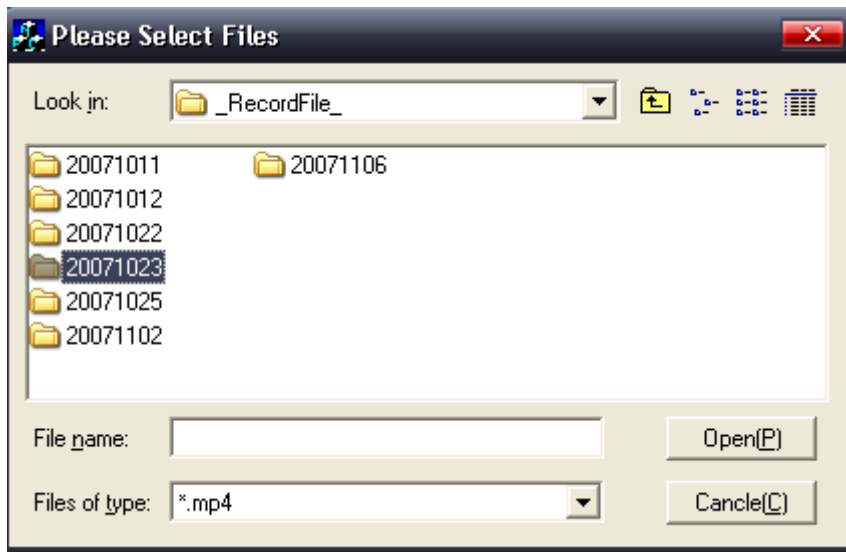 Please Select Files
Look in: _RecordFile_
20071011 20071106
20071012
20071022
20071023
20071025
20071102
File name: Open(P)
Files of type: *.mp4 Cancle(C)